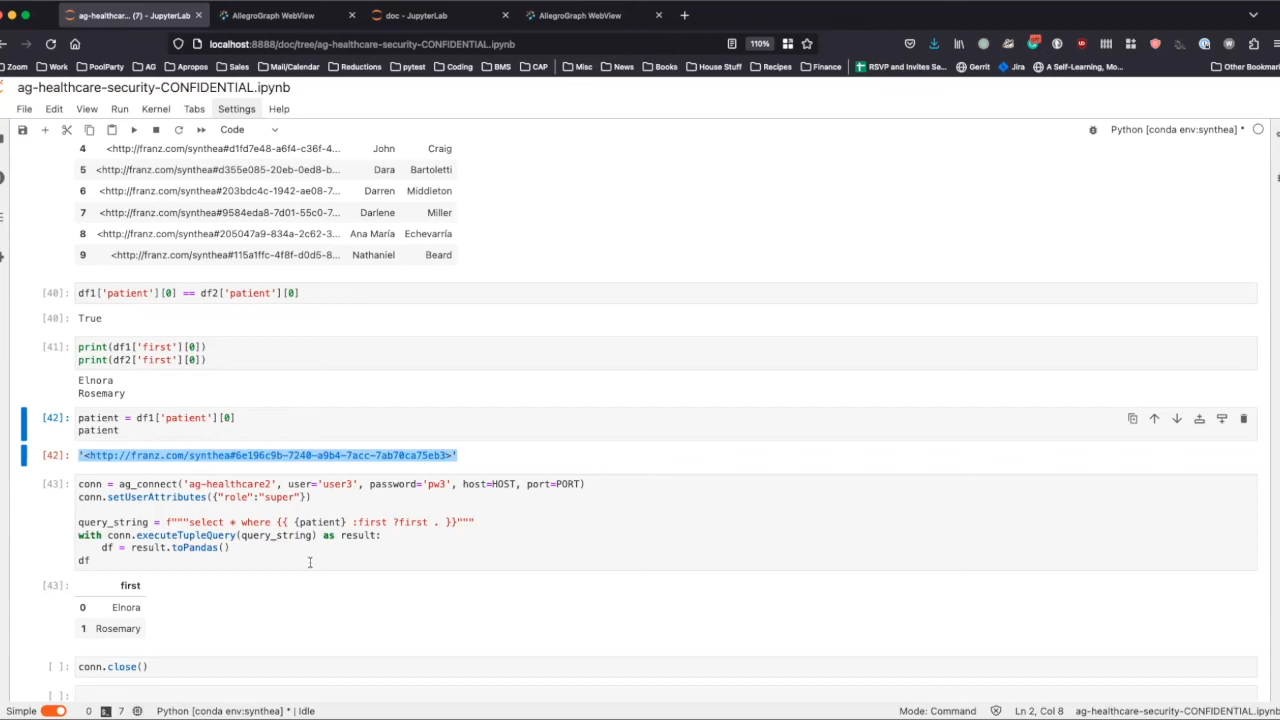 ag-healthcar... (7) - JupyterLab
AllegroGraph WebView
doc - JupyterLab
AllegroGraph WebView
localhost:8888/doc/tree/ag-healthcare-security-CONFIDENTIAL.ipynb
110%
Zoom
Work
PoolParty
AG
Apropos
Sales
Mail/Calendar
Reductions
pytest
Coding
BMS
CAP
Misc
News
Books
House Stuff
Recipes
Finance
RSVP and Invites Se...
Gerrit
Jira
A Self-Learning, Mo...
Other Bookmar
ag-healthcare-security-CONFIDENTIAL.ipynb
File Edit View Run Kernel Tabs Settings Help
Code
Python [conda env:synthea] *
4 <http://franz.com/synthea#d1fd7e48-a6f4-c36f-4... John Craig
5 <http://franz.com/synthea#d355e085-20eb-0ed8-b... Dara Bartoletti
6 <http://franz.com/synthea#203bdc4c-1942-ae08-7... Darren Middleton
7 <http://franz.com/synthea#9584eda8-7d01-55c0-7... Darlene Miller
8 <http://franz.com/synthea#205047a9-834a-2c62-3... Ana María Echevarría
9 <http://franz.com/synthea#115a1ffc-4f8f-d0d5-8... Nathaniel Beard
[40]: df1['patient'][0] == df2['patient'][0]
[40]: True
[41]: print(df1['first'][0])
print(df2['first'][0])
Elnora
Rosemary
[42]: patient = df1['patient'][0]
patient
[42]: '<http://franz.com/synthea#6e196c9b-7240-a9b4-7acc-7ab70ca75eb3>'
[43]: conn = ag_connect('ag-healthcare2', user='user3', password='pw3', host=HOST, port=PORT)
conn.setUserAttributes({"role":"super"})
query_string = f"""select * where {{ {patient} :first ?first . }}"""
with conn.executeTupleQuery(query_string) as result:
df = result.toPandas()
df
[43]: first
0 Elnora
1 Rosemary
[ ]: conn.close()
[ ]:
Simple 0 7 Python [conda env:synthea] * | Idle
Mode: Command Ln 2, Col 8 ag-healthcare-security-CONFIDENTIAL.ipynb